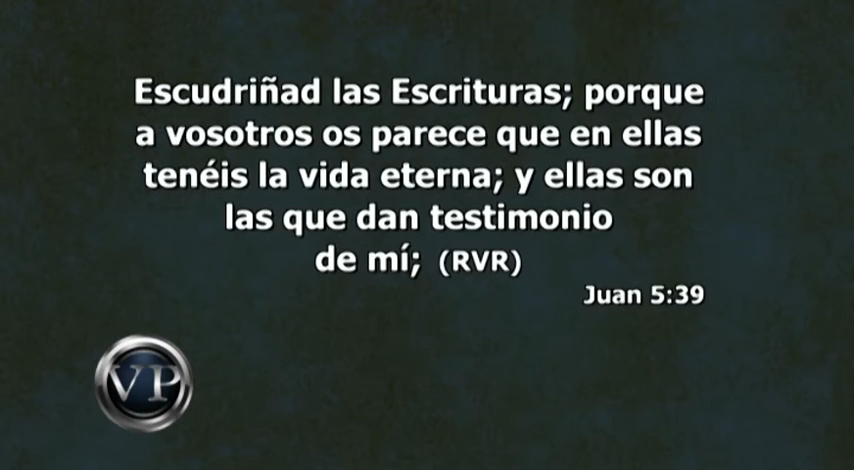 Escudriñad las Escrituras; porque
a vosotros os parece que en ellas
tenéis la vida eterna; y ellas son
las que dan testimonio
de mí; (RVR)
Juan 5:39
VP